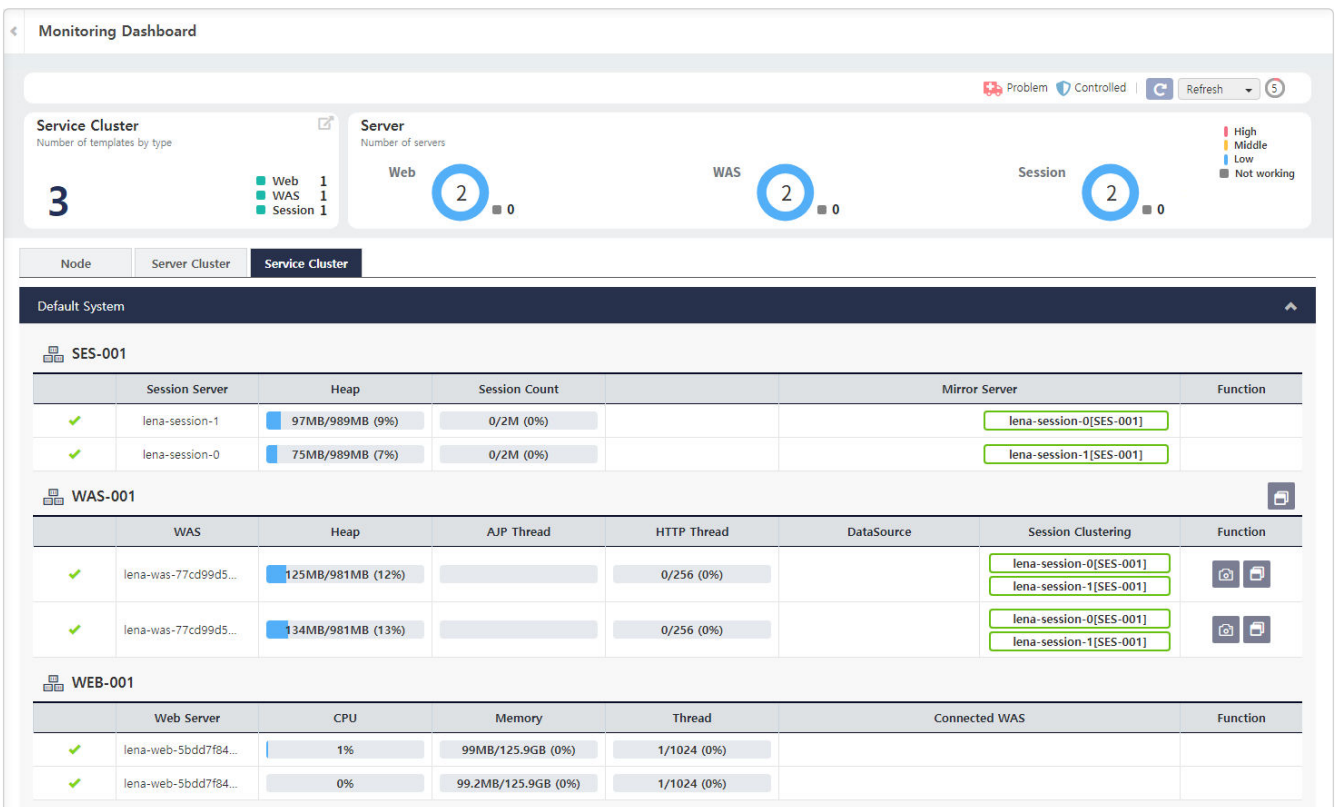 Monitoring Dashboard
Problem Controlled Refresh 5
Service Cluster
Number of templates by type
3
Web 1
WAS 1
Session 1
Server
Number of servers
Web 2 0
WAS 2 0
Session 2 0
High
Middle
Low
Not working
Node Server Cluster Service Cluster
Default System
SES-001
Session Server Heap Session Count Mirror Server Function
lena-session-1 97MB/989MB (9%) 0/2M (0%) lena-session-0[SES-001]
lena-session-0 75MB/989MB (7%) 0/2M (0%) lena-session-1[SES-001]
WAS-001
WAS Heap AJP Thread HTTP Thread DataSource Session Clustering Function
lena-was-77cd99d5... 125MB/981MB (12%) 0/256 (0%) lena-session-0[SES-001]
lena-session-1[SES-001]
lena-was-77cd99d5... 134MB/981MB (13%) 0/256 (0%) lena-session-0[SES-001]
lena-session-1[SES-001]
WEB-001
Web Server CPU Memory Thread Connected WAS Function
lena-web-5bdd7f84... 1% 99MB/125.9GB (0%) 1/1024 (0%)
lena-web-5bdd7f84... 0% 99.2MB/125.9GB (0%) 1/1024 (0%)